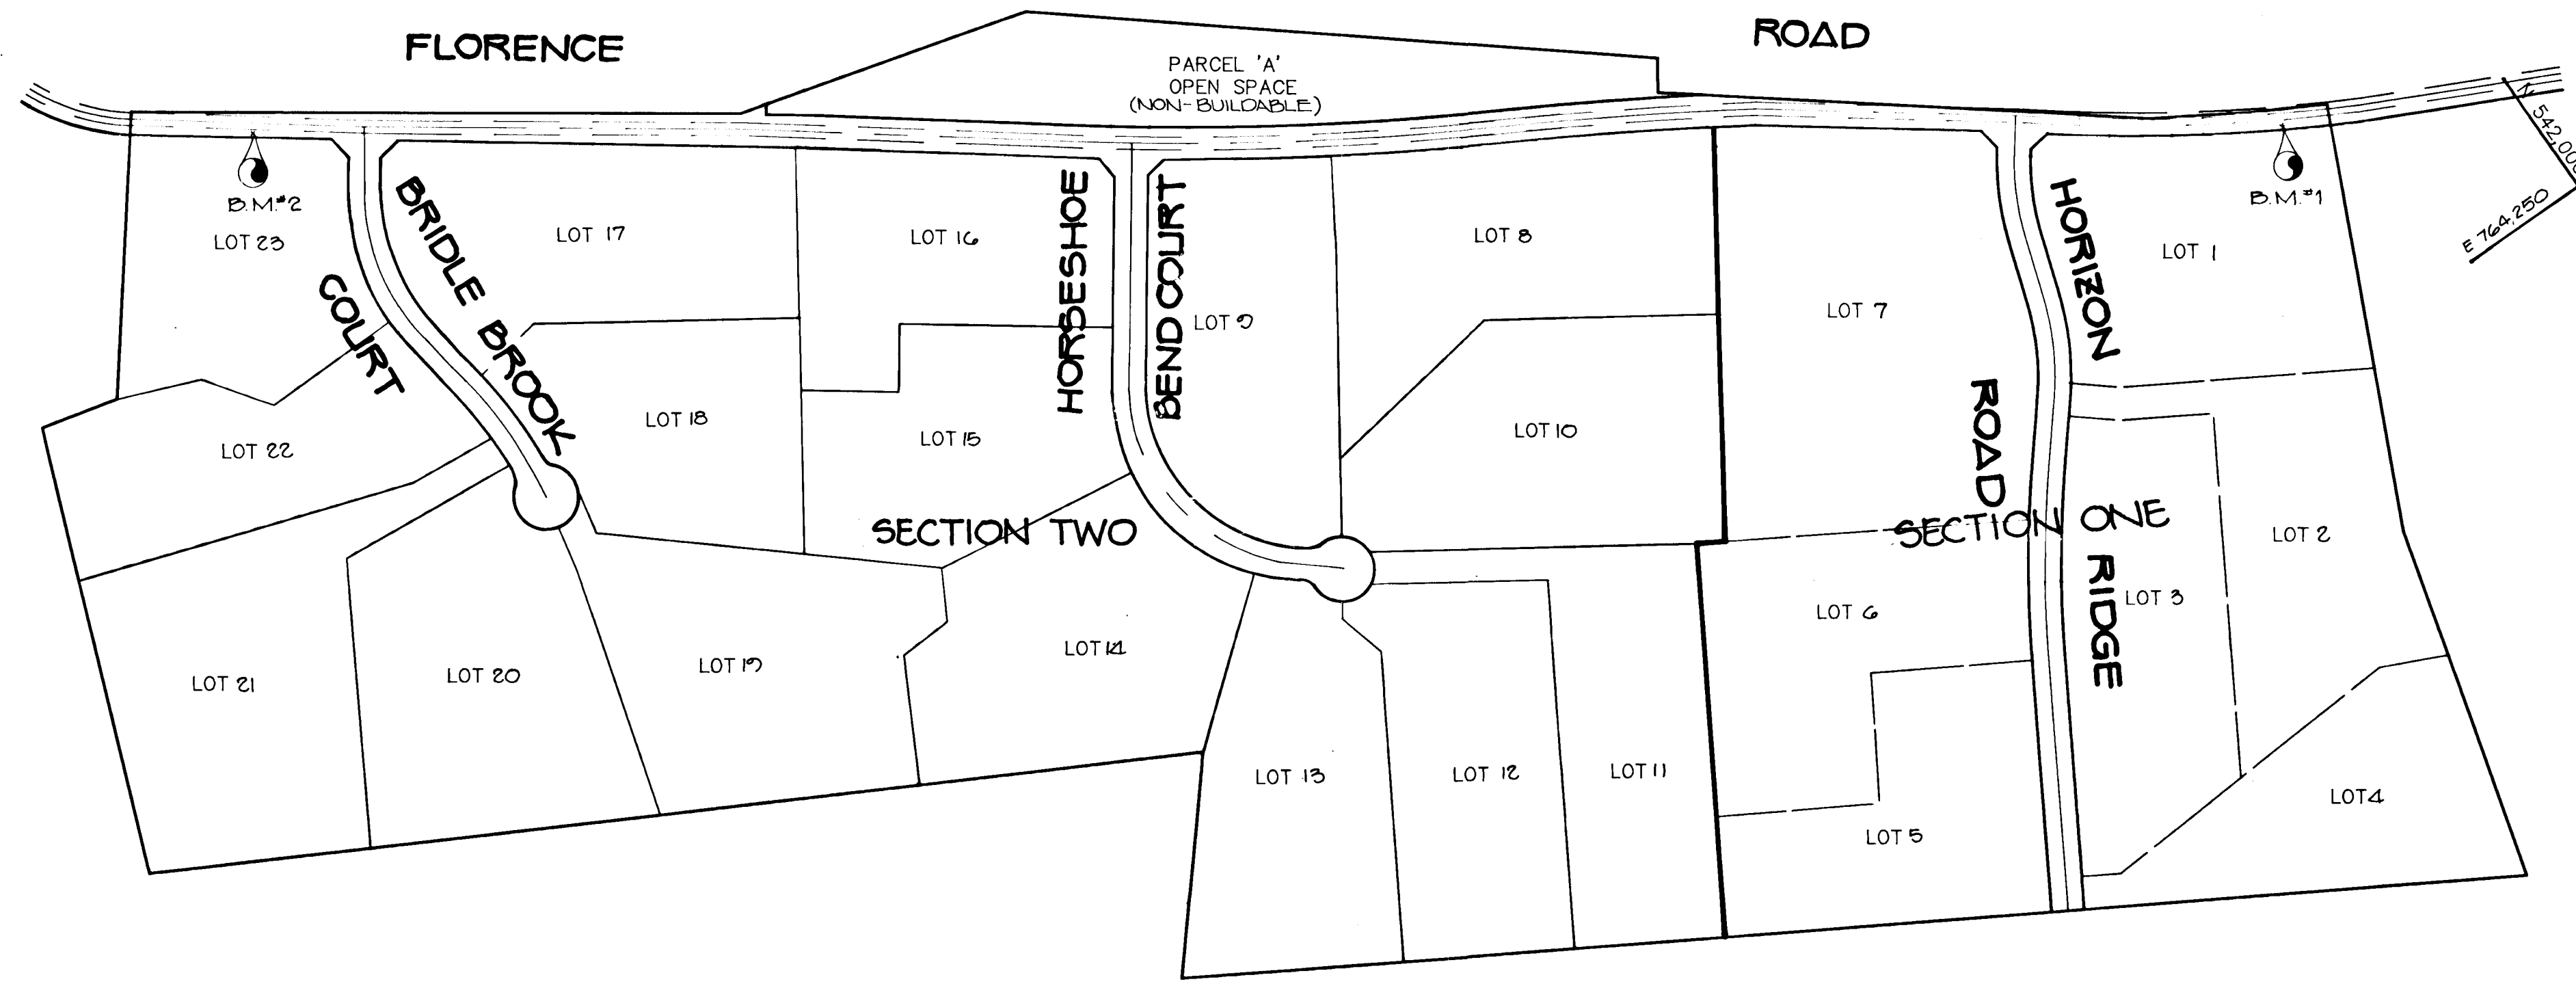 FLORENCE ROAD
PARCEL 'A'
OPEN SPACE
(NON-BUILDABLE)
N 542,000
E 764,250
B.M.#2
B.M.#1
LOT 23
BRIDLE BROOK
COURT
LOT 17
LOT 16
HORSESHOE
BEND COURT
LOT 9
LOT 8
LOT 7
HORIZON
RIDGE
ROAD
LOT 1
LOT 22
LOT 18
LOT 15
LOT 10
SECTION TWO
SECTION ONE
LOT 2
LOT 3
LOT 6
LOT 21
LOT 20
LOT 19
LOT 14
LOT 13
LOT 12
LOT 11
LOT 5
LOT 4